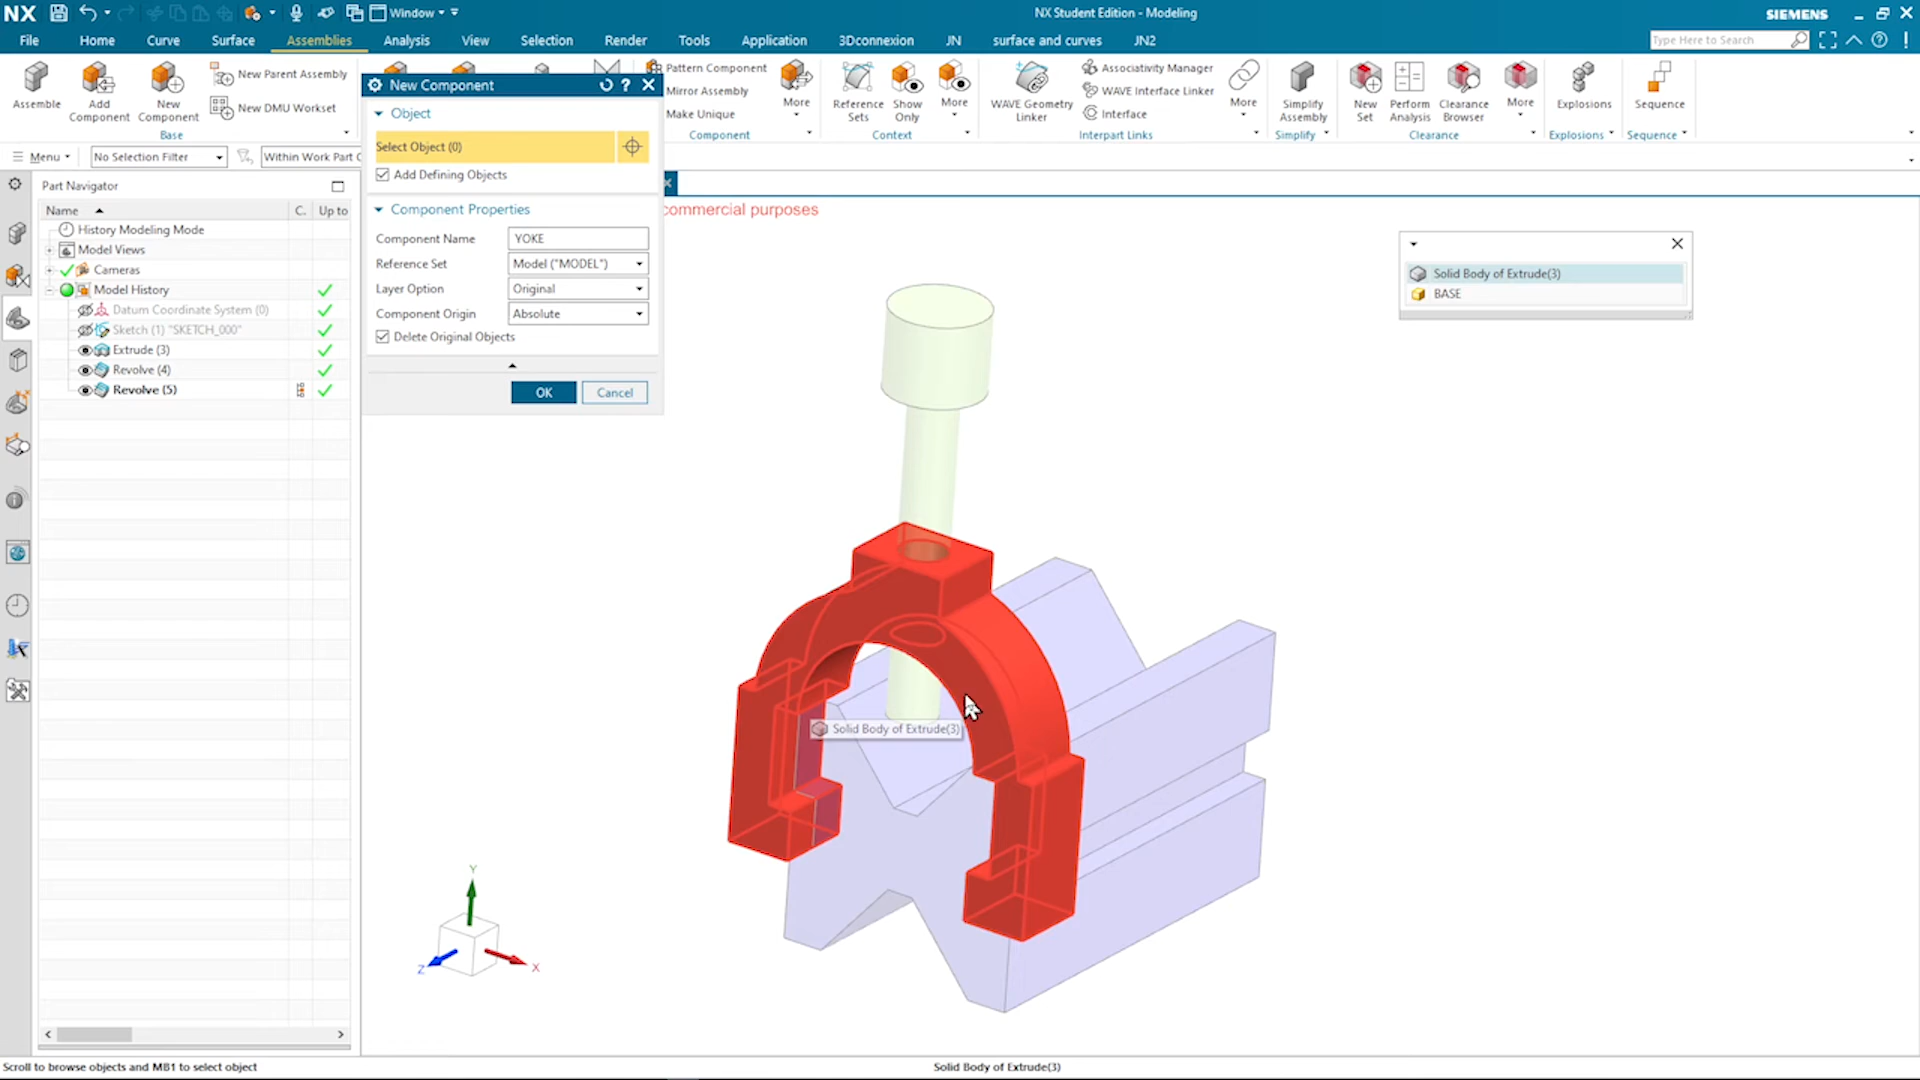 NX Window NX Student Edition - Modeling SIEMENS
File Home Curve Surface Assemblies Analysis View Selection Render Tools Application 3Dconnexion JN surface and curves JN2 Type Here to Search
Assemble
Add Component
New Component
New Parent Assembly
New DMU Workset
Base
Pattern Component
Mirror Assembly
Make Unique
More
Component
Reference Sets
Show Only
More
Context
WAVE Geometry Linker
Associativity Manager
WAVE Interface Linker
Interface
More
Interpart Links
Simplify Assembly
Simplify
New Set
Perform Analysis
Clearance Browser
More
Clearance
Explosions
Explosions
Sequence
Sequence
Menu No Selection Filter Within Work Part
Part Navigator
Name C. Up to
History Modeling Mode
Model Views
Cameras
Model History
Datum Coordinate System (0)
Sketch (1) "SKETCH_000"
Extrude (3)
Revolve (4)
Revolve (5)
New Component
Object
Select Object (0)
Add Defining Objects
Component Properties
Component Name YOKE
Reference Set Model ("MODEL")
Layer Option Original
Component Origin Absolute
Delete Original Objects
OK Cancel
commercial purposes
Solid Body of Extrude(3)
BASE
Solid Body of Extrude(3)
Y
Z
X
Scroll to browse objects and MB1 to select object Solid Body of Extrude(3)